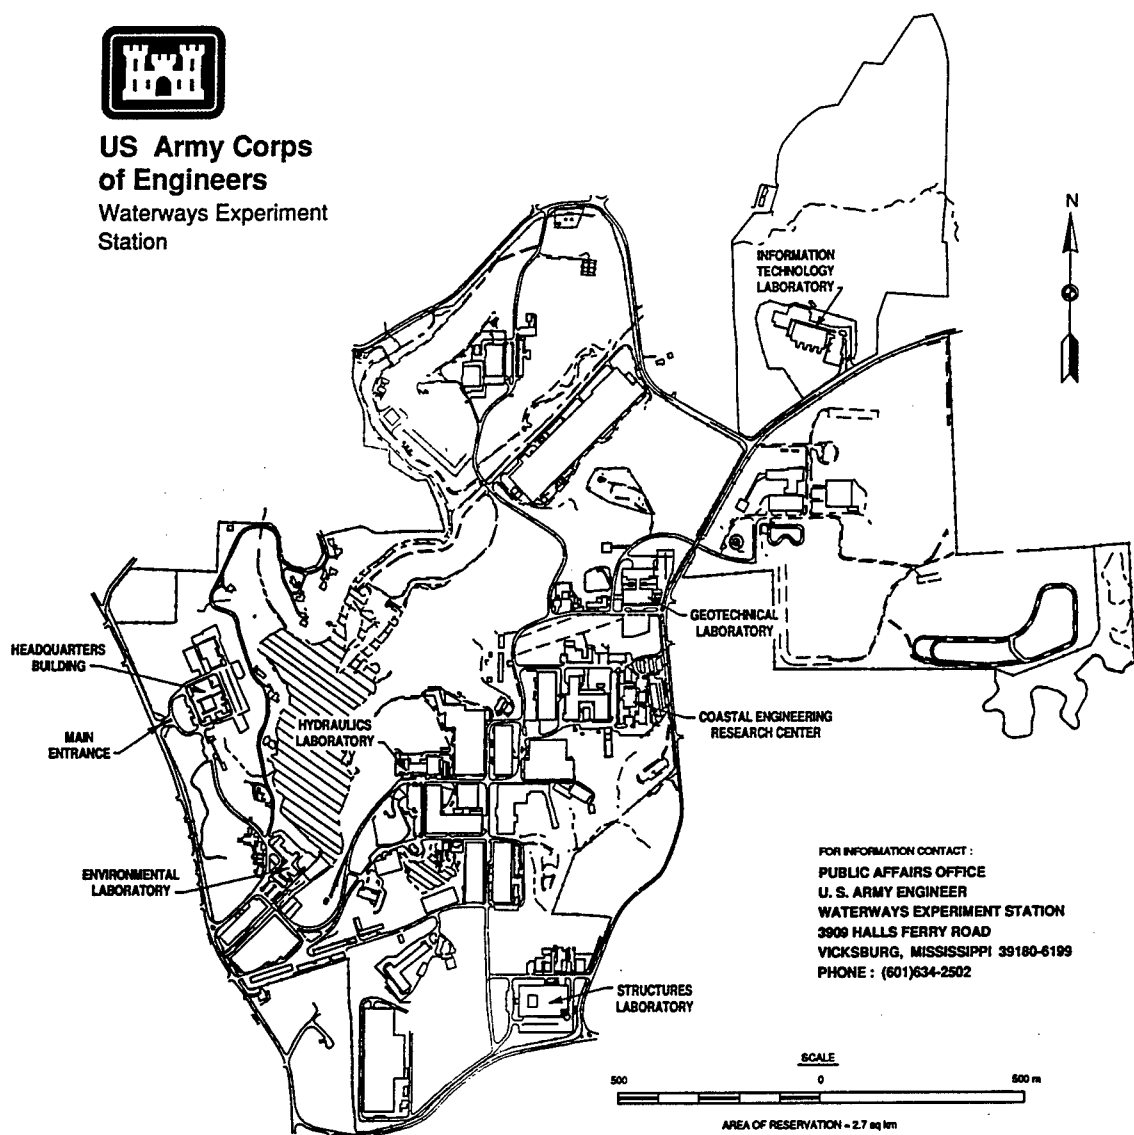 US Army Corps
of Engineers
Waterways Experiment
Station
N
INFORMATION
TECHNOLOGY
LABORATORY
GEOTECHNICAL
LABORATORY
HEADQUARTERS
BUILDING
MAIN
ENTRANCE
HYDRAULICS
LABORATORY
COASTAL ENGINEERING
RESEARCH CENTER
ENVIRONMENTAL
LABORATORY
STRUCTURES
LABORATORY
FOR INFORMATION CONTACT :
PUBLIC AFFAIRS OFFICE
U. S. ARMY ENGINEER
WATERWAYS EXPERIMENT STATION
3909 HALLS FERRY ROAD
VICKSBURG, MISSISSIPPI 39180-6199
PHONE : (601)634-2502
SCALE
500 0 500 m
AREA OF RESERVATION = 2.7 sq km